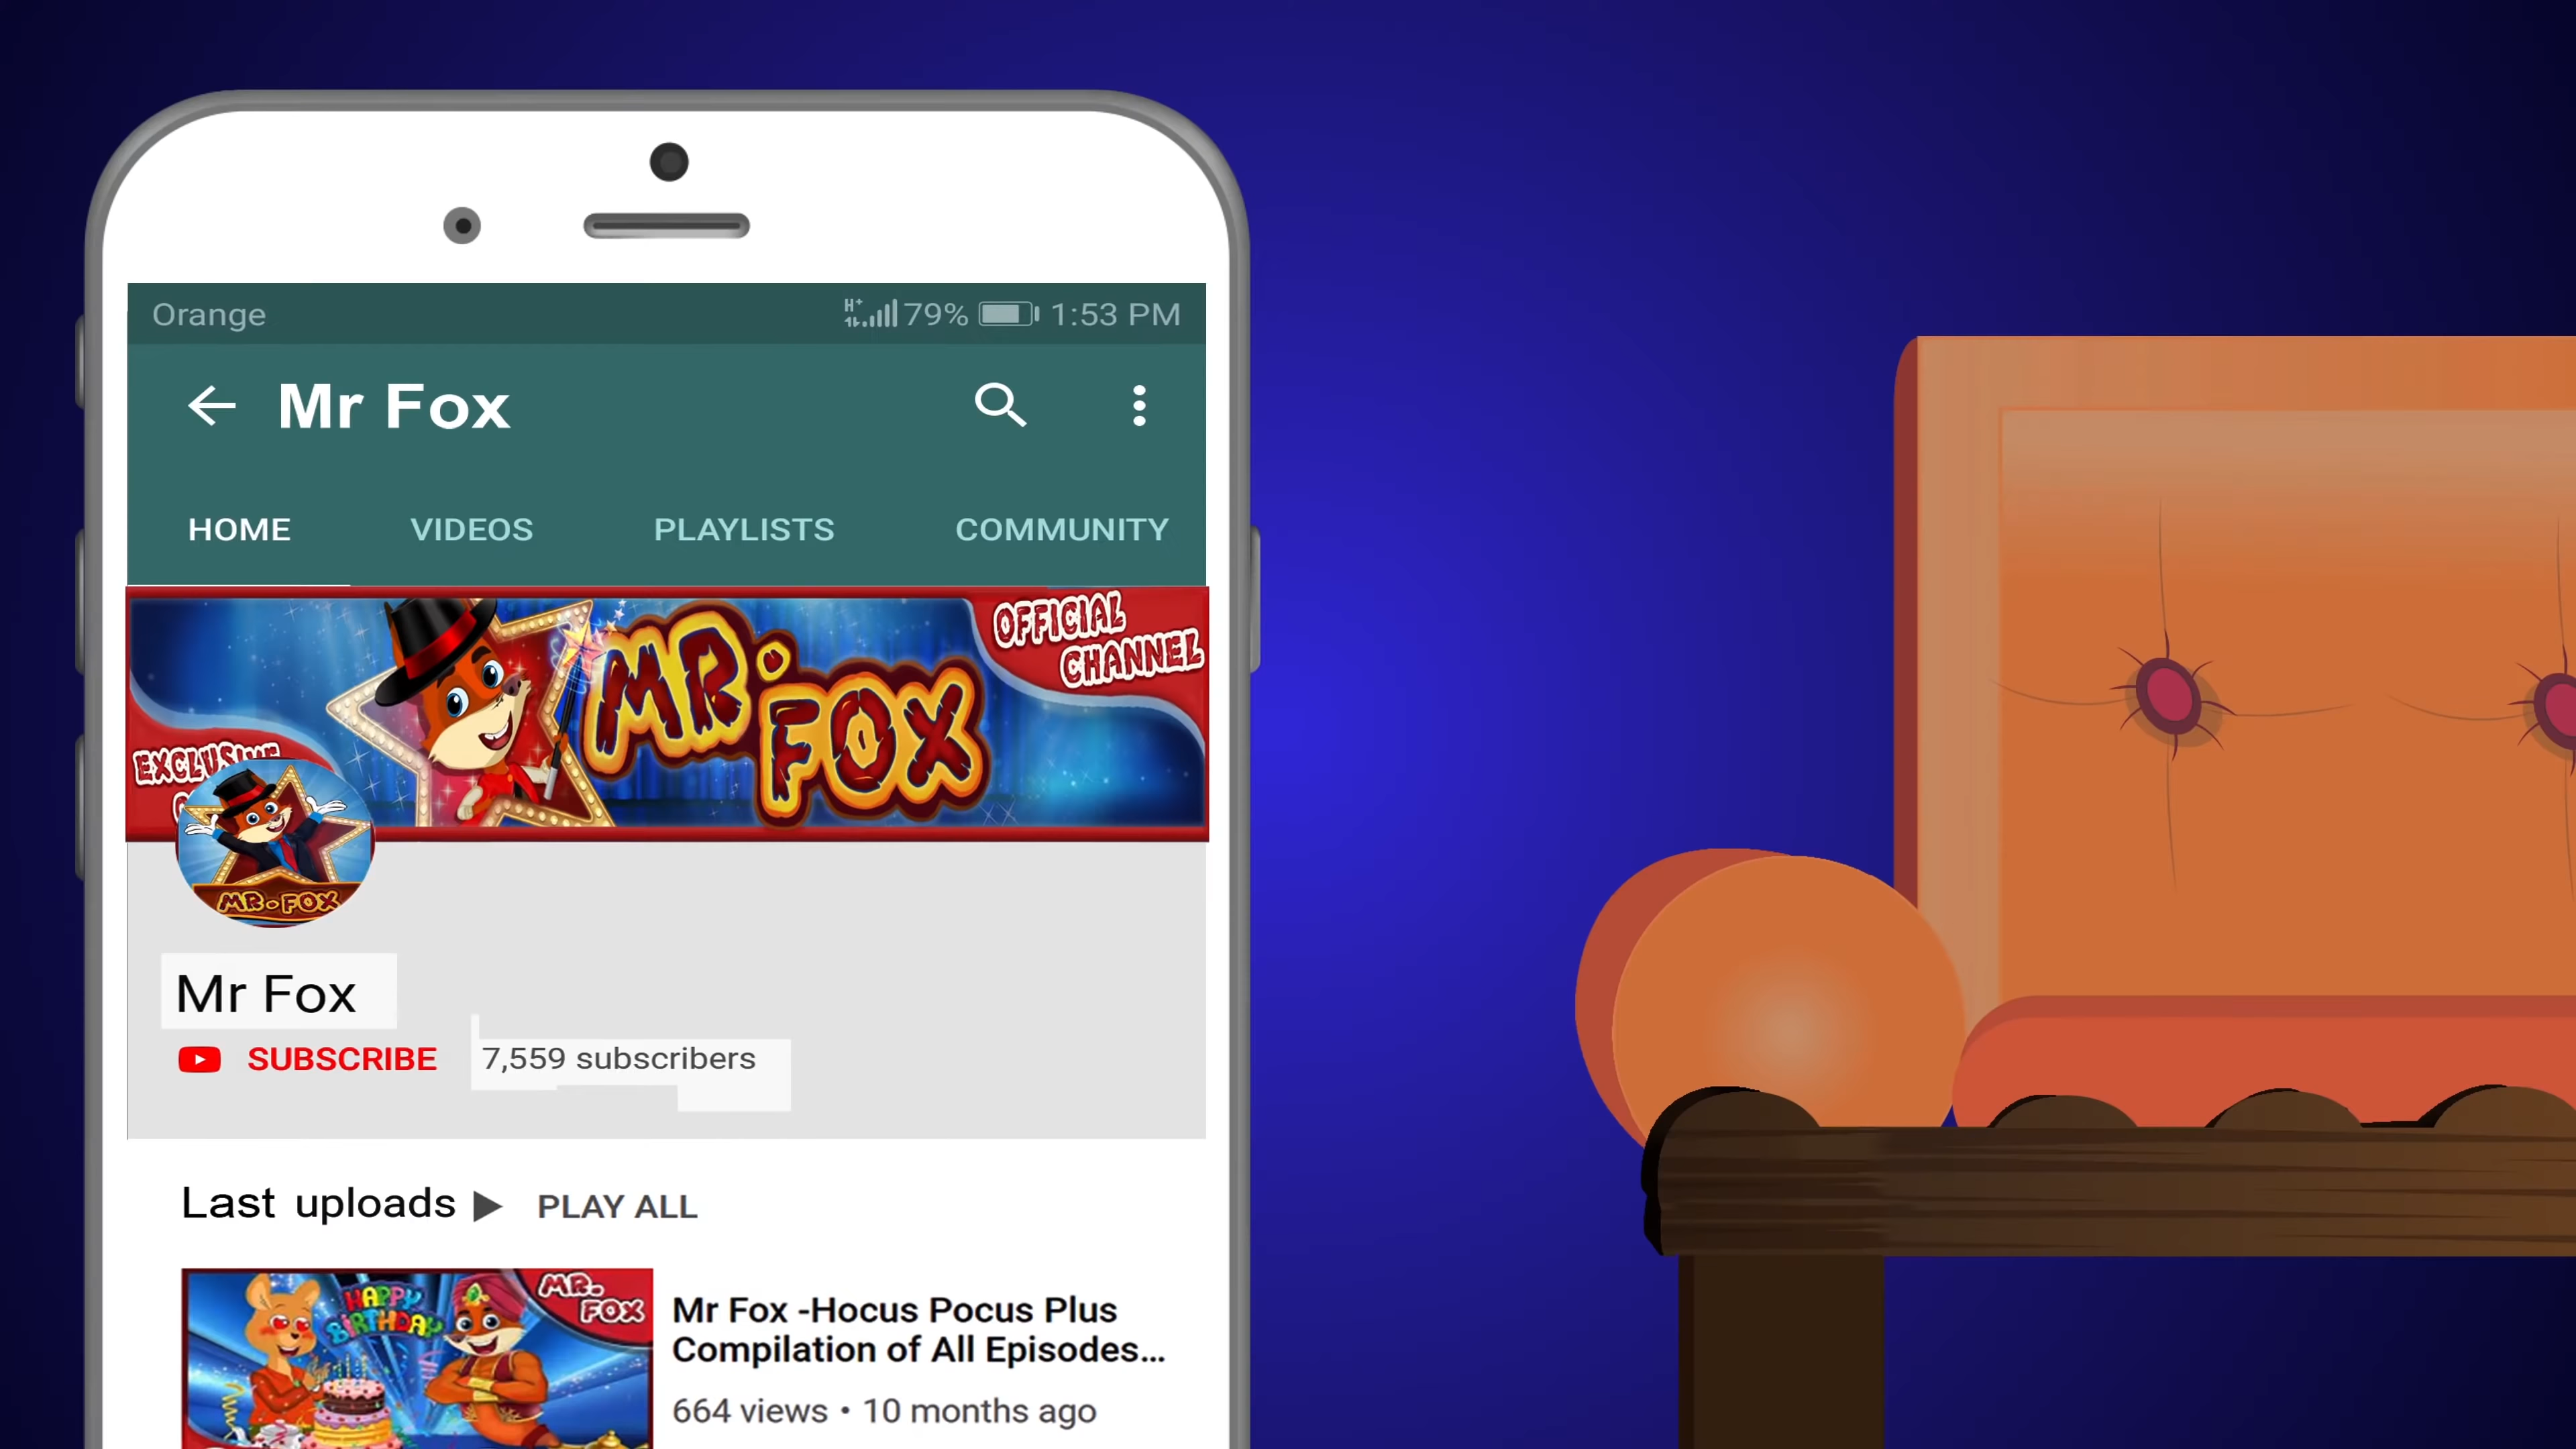 Orange
H+ 79% 1:53 PM
Mr Fox
HOME VIDEOS PLAYLISTS COMMUNITY
OFFICIAL
CHANNEL
MR.
FOX
MR.FOX
Mr Fox
SUBSCRIBE 7,559 subscribers
Last uploads PLAY ALL
HAPPY
BIRTHDAY
MR.
FOX
Mr Fox -Hocus Pocus Plus
Compilation of All Episodes...
664 views • 10 months ago